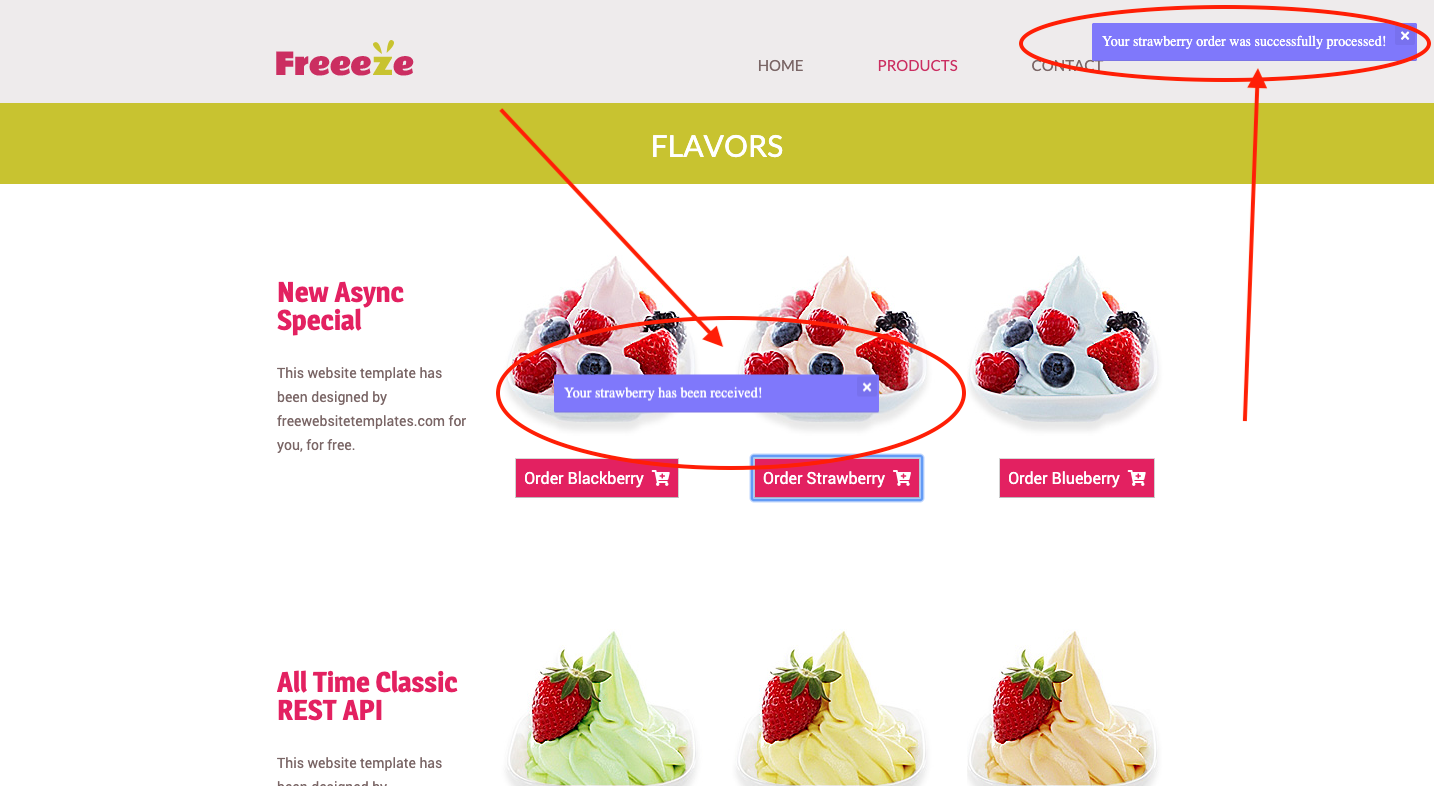 Your strawberry order was successfully processed!
Freeeze
HOME PRODUCTS CONTACT
FLAVORS
New Async
Special
This website template has
been designed by
freewebsitetemplates.com for
you, for free.
Your strawberry has been received!
Order Blackberry
Order Strawberry
Order Blueberry
All Time Classic
REST API
This website template has
been designed by